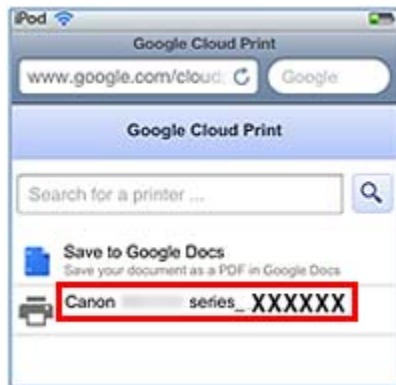 iPod
Google Cloud Print
www.google.com/cloud Google
Google Cloud Print
Search for a printer ...
Save to Google Docs
Save your document as a PDF in Google Docs
Canon series_ XXXXXX